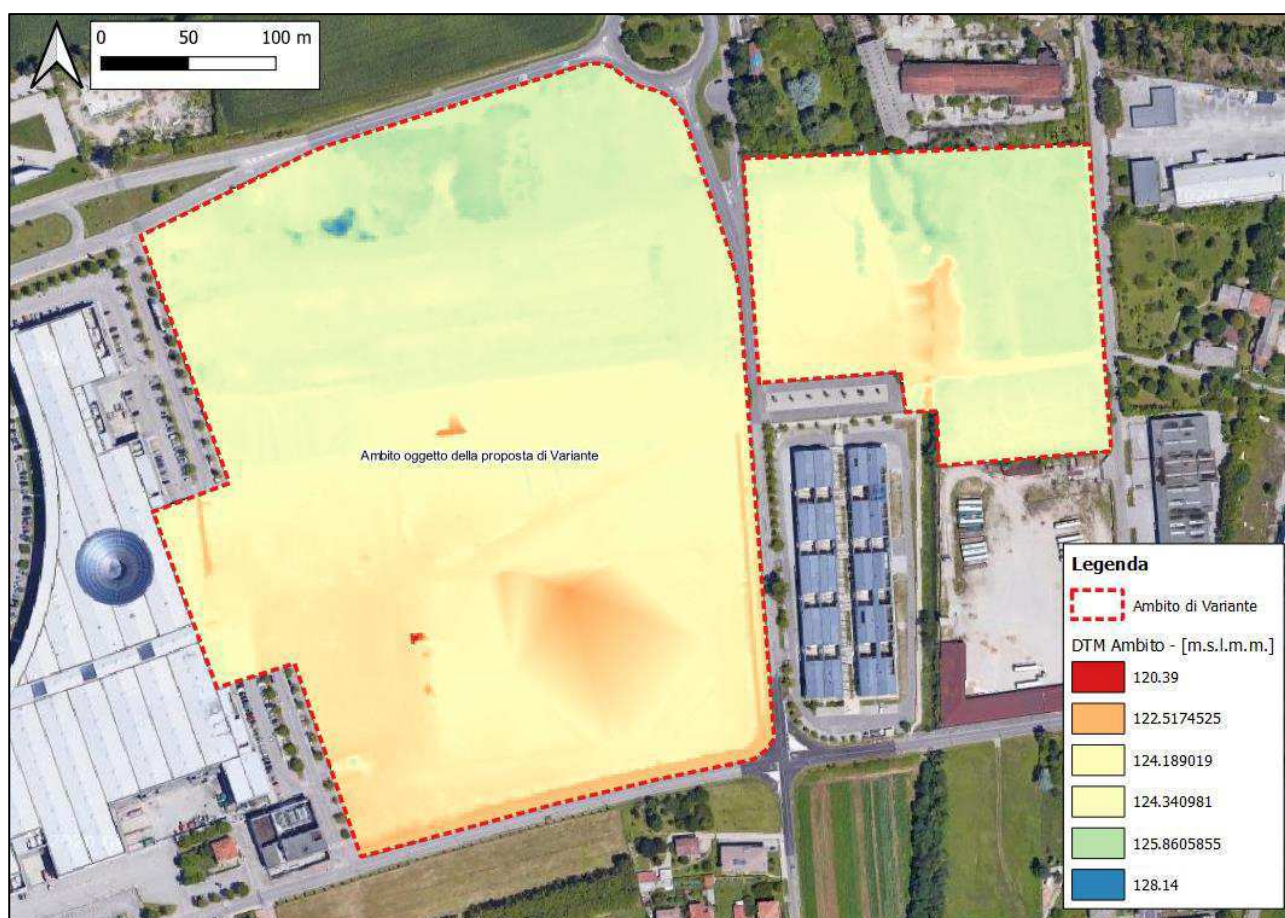 0 50 100 m
Ambito oggetto della proposta di Variante
Legenda
Ambito di Variante
DTM Ambito - [m.s.l.m.m.]
120.39
122.5174525
124.189019
124.340981
125.8605855
128.14